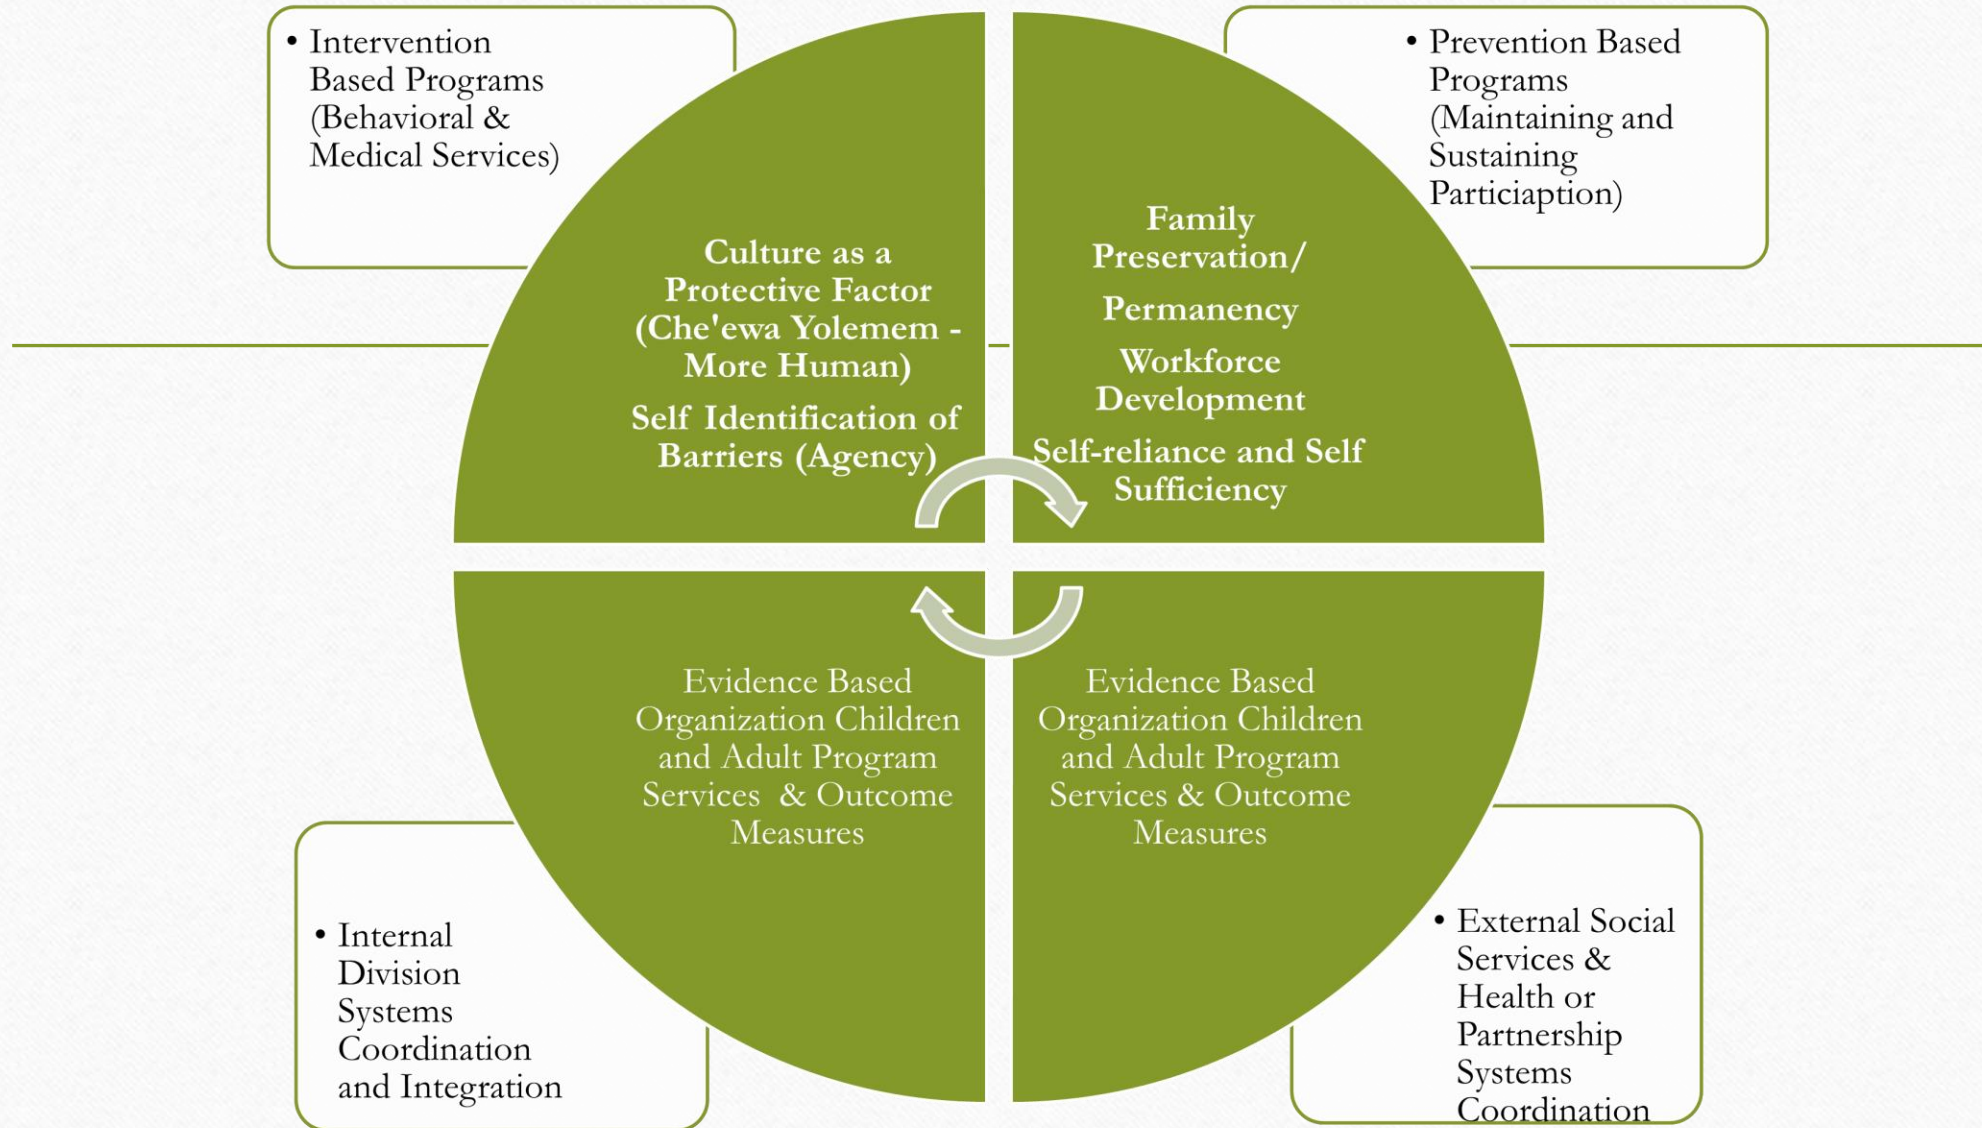 • Intervention
Based Programs
(Behavioral &
Medical Services)
• Prevention Based
Programs
(Maintaining and
Sustaining
Particiaption)
Culture as a
Protective Factor
(Che'ewa Yolemem -
More Human)
Self Identification of
Barriers (Agency)
Family
Preservation/
Permanency
Workforce
Development
Self-reliance and Self
Sufficiency
Evidence Based
Organization Children
and Adult Program
Services & Outcome
Measures
Evidence Based
Organization Children
and Adult Program
Services & Outcome
Measures
• Internal
Division
Systems
Coordination
and Integration
• External Social
Services &
Health or
Partnership
Systems
Coordination